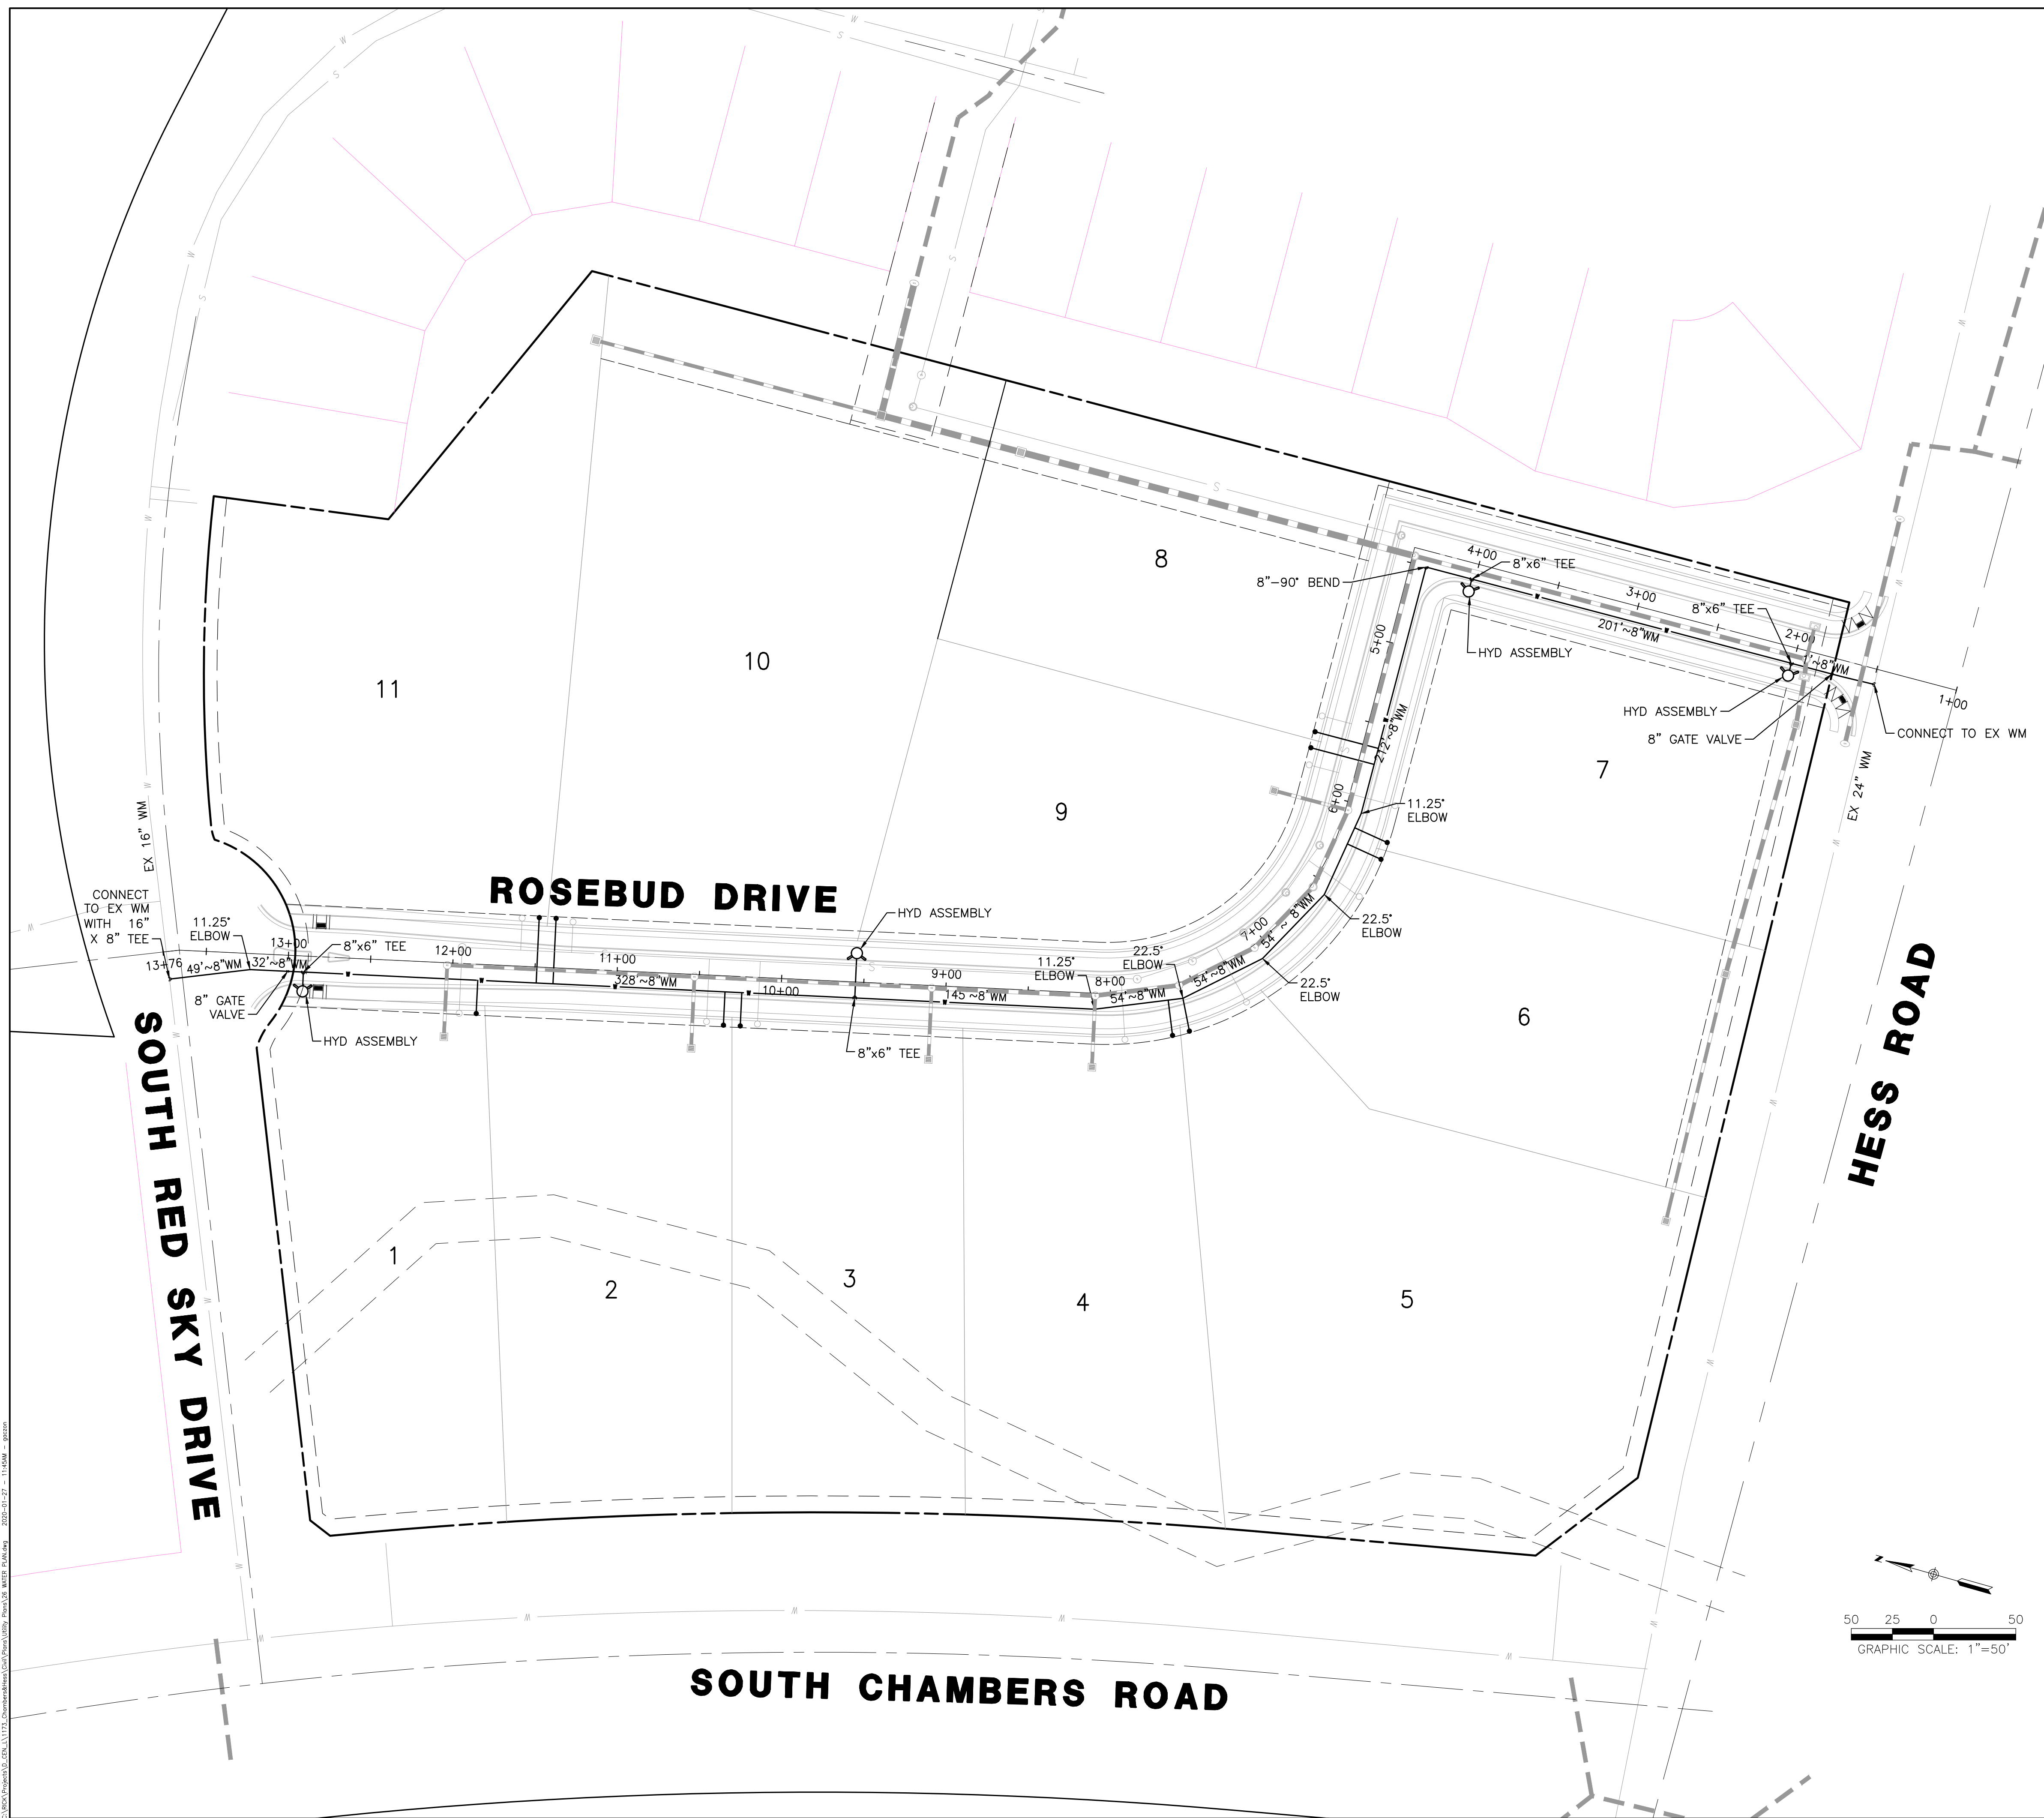 8
4+00
8"x6" TEE
8"-90° BEND
3+00
8"x6" TEE
201'~8"WM
2+00
5+00
HYD ASSEMBLY
'~8"WM
10
11
HYD ASSEMBLY
1+00
8" GATE VALVE
CONNECT TO EX WM
212'~8"WM
7
6+00
11.25°
ELBOW
9
EX 24" WM
EX 16" WM
ROSEBUD DRIVE
CONNECT
TO EX WM
WITH 16"
X 8" TEE
11.25°
ELBOW
13+00
8"x6" TEE
12+00
11+00
HYD ASSEMBLY
22.5°
ELBOW
7+00
54' ~ 8"WM
22.5°
ELBOW
13+76
49'~8"WM
32'~8"WM
328'~8"WM
10+00
9+00
145'~8"WM
11.25°
ELBOW
8+00
54'~8"WM
54'~8"WM
22.5°
ELBOW
8" GATE
VALVE
HYD ASSEMBLY
8"x6" TEE
6
HESS ROAD
SOUTH RED SKY DRIVE
1
2
3
4
5
N
50 25 0 50
GRAPHIC SCALE: 1"=50'
SOUTH CHAMBERS ROAD
W
S